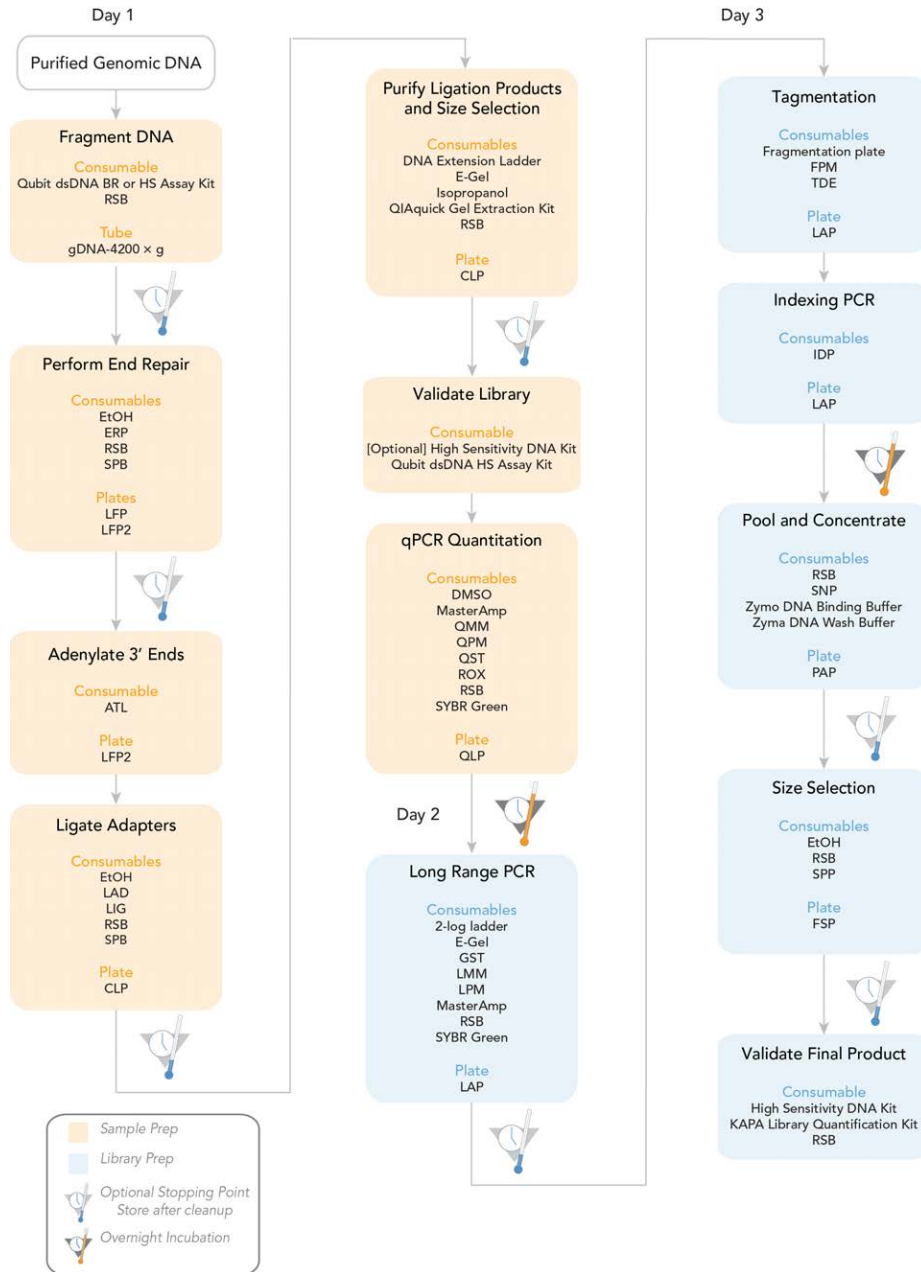 Day 1
Purified Genomic DNA
Fragment DNA
Consumable
Qubit dsDNA BR or HS Assay Kit
RSB
Tube
gDNA-4200 × g
Perform End Repair
Consumables
EtOH
ERP
RSB
SPB
Plates
LFP
LFP2
Adenylate 3’ Ends
Consumable
ATL
Plate
LFP2
Ligate Adapters
Consumables
EtOH
LAD
LIG
RSB
SPB
Plate
CLP
Purify Ligation Products
and Size Selection
Consumables
DNA Extension Ladder
E-Gel
Isopropanol
QIAquick Gel Extraction Kit
RSB
Plate
CLP
Validate Library
Consumable
[Optional] High Sensitivity DNA Kit
Qubit dsDNA HS Assay Kit
qPCR Quantitation
Consumables
DMSO
MasterAmp
QMM
QPM
QST
ROX
RSB
SYBR Green
Plate
QLP
Day 2
Long Range PCR
Consumables
2-log ladder
E-Gel
GST
LMM
LPM
MasterAmp
RSB
SYBR Green
Plate
LAP
Day 3
Tagmentation
Consumables
Fragmentation plate
FPM
TDE
Plate
LAP
Indexing PCR
Consumables
IDP
Plate
LAP
Pool and Concentrate
Consumables
RSB
SNP
Zymo DNA Binding Buffer
Zyma DNA Wash Buffer
Plate
PAP
Size Selection
Consumables
EtOH
RSB
SPP
Plate
FSP
Validate Final Product
Consumable
High Sensitivity DNA Kit
KAPA Library Quantification Kit
RSB
Sample Prep
Library Prep
Optional Stopping Point
Store after cleanup
Overnight Incubation